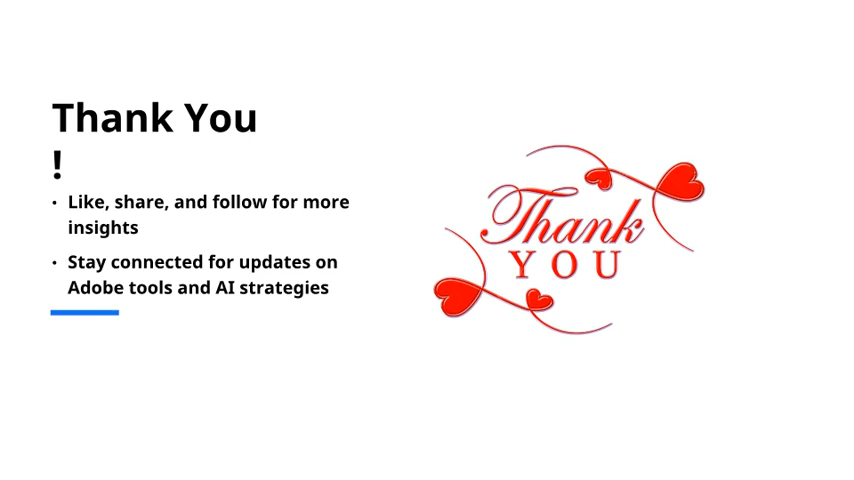 Thank You
!
• Like, share, and follow for more
insights
• Stay connected for updates on
Adobe tools and AI strategies
Thank
YOU